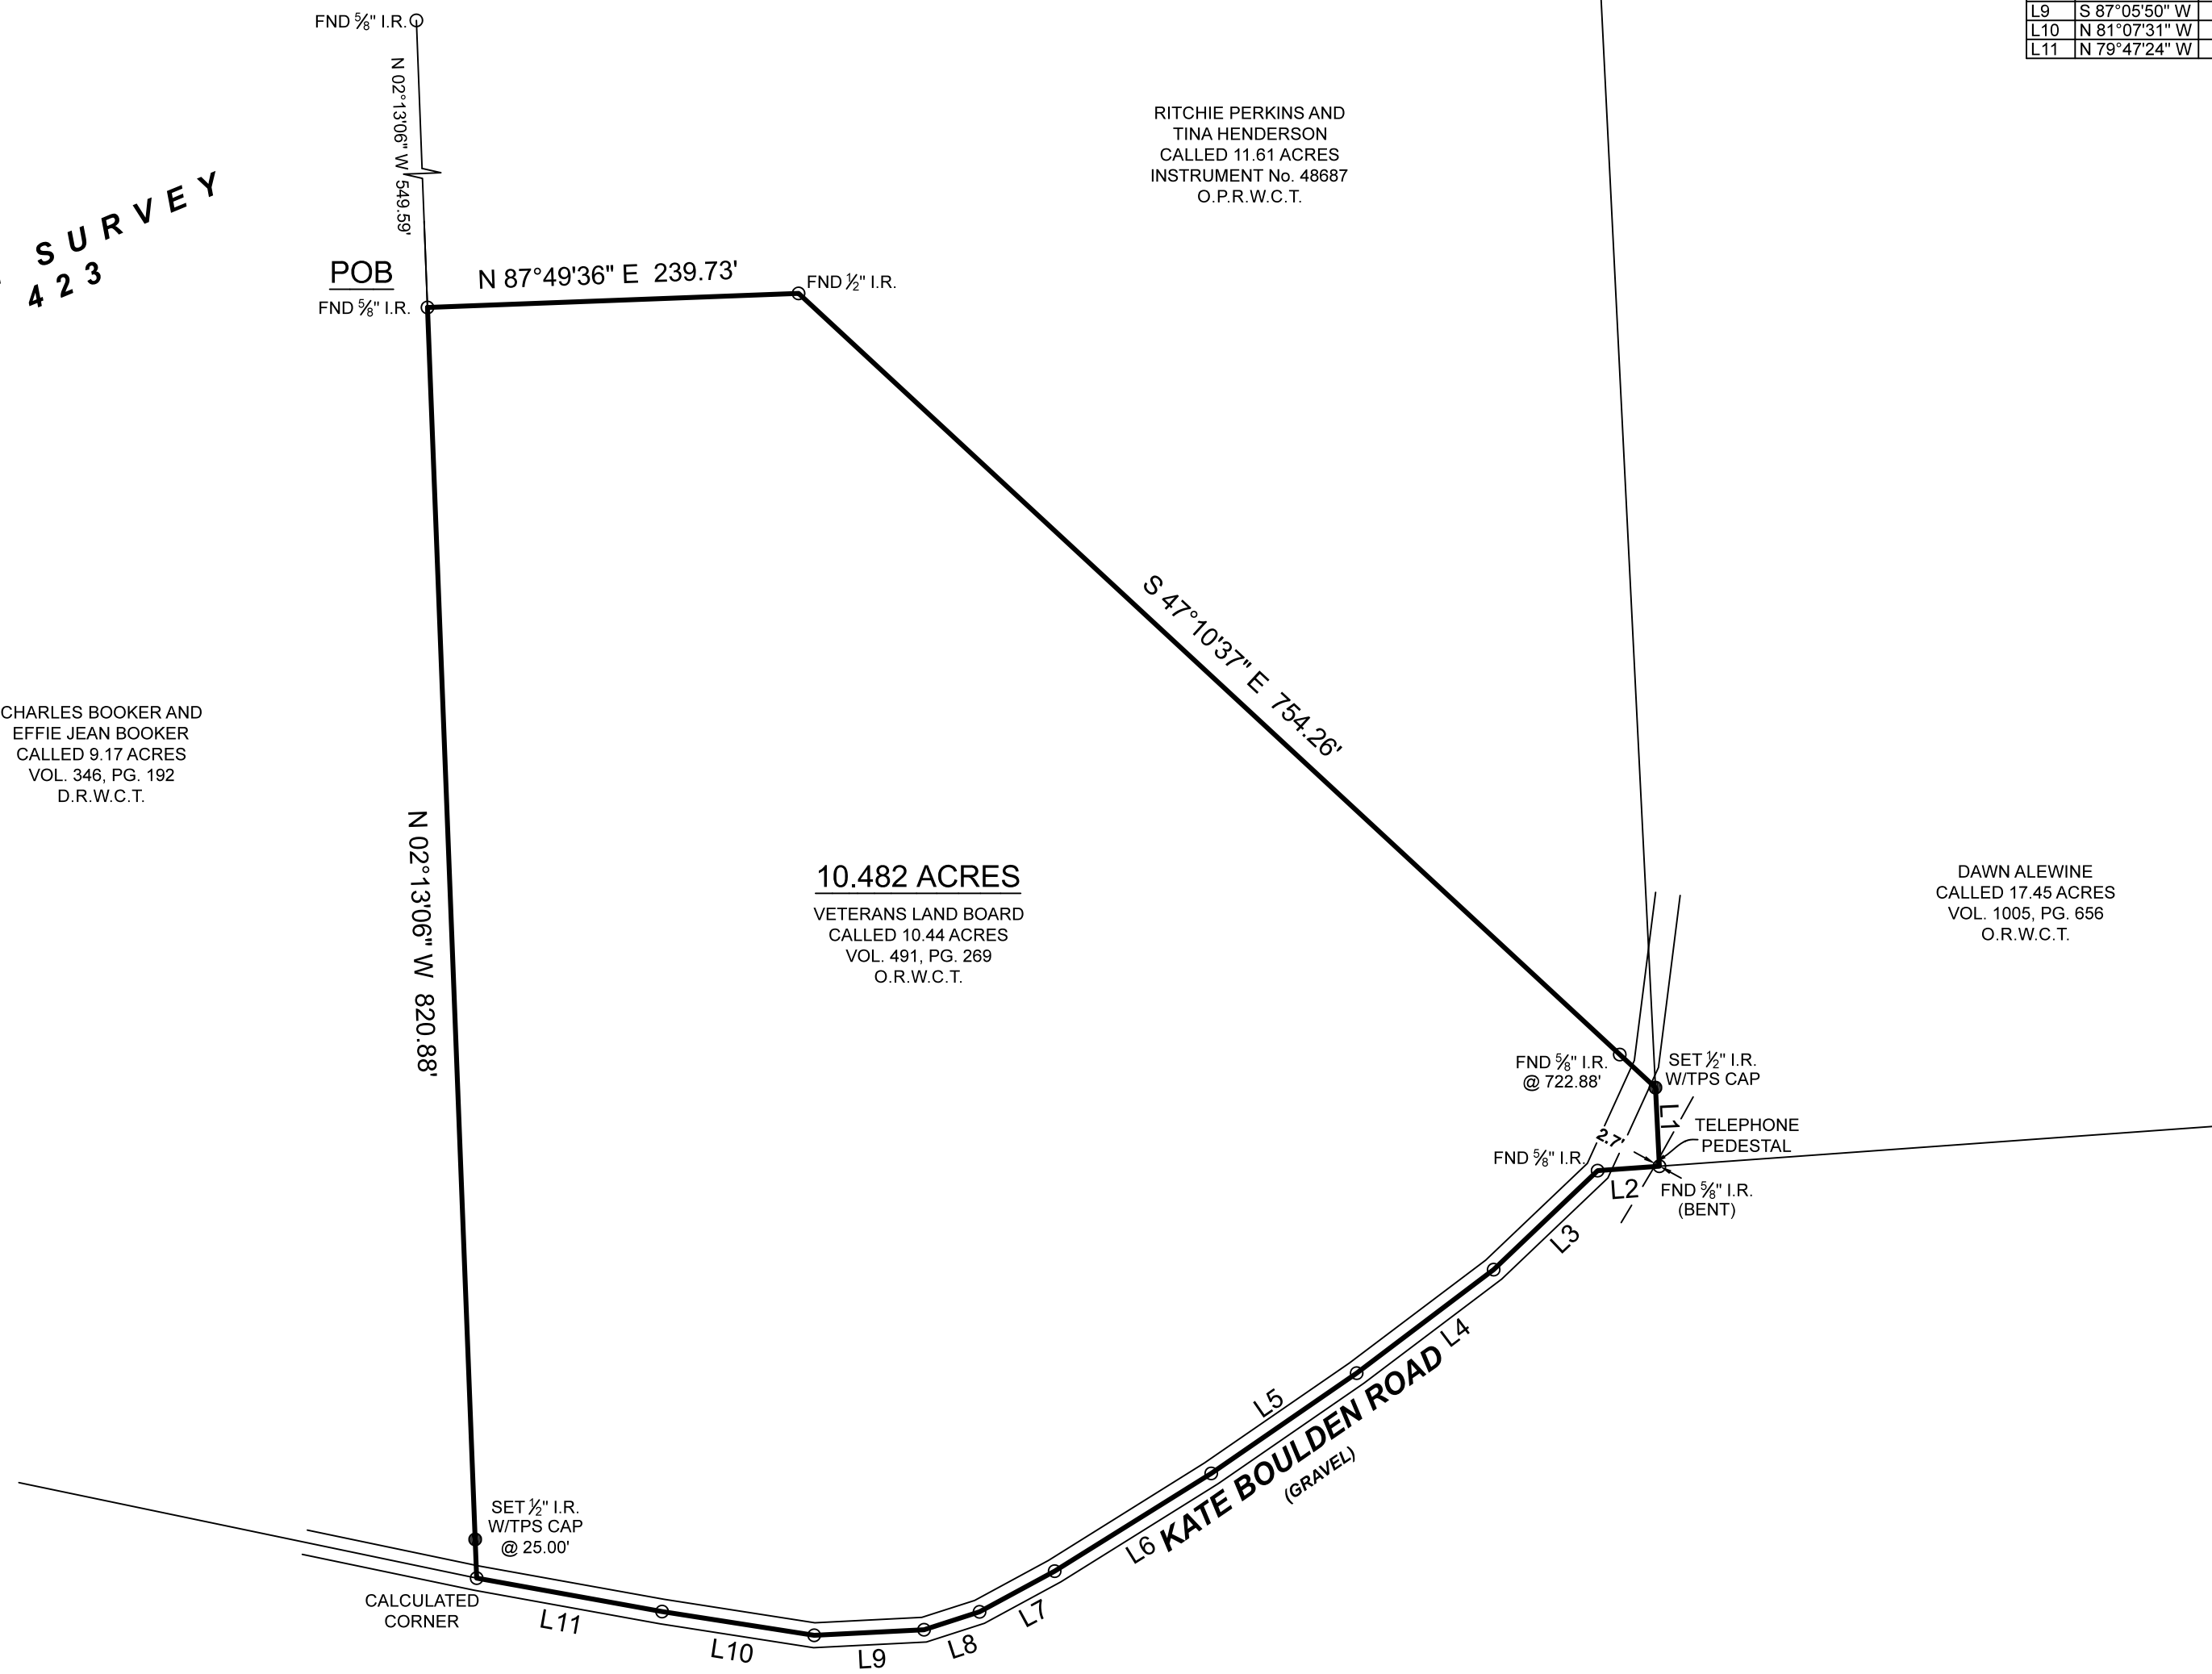 FND 5⁄8" I.R.
L9 S 87°05'50" W
L10 N 81°07'31" W
L11 N 79°47'24" W
N 02°13'06" W 549.59'
RITCHIE PERKINS AND
TINA HENDERSON
CALLED 11.61 ACRES
INSTRUMENT No. 48687
O.P.R.W.C.T.
SURVEY
423
POB
FND 5⁄8" I.R.
N 87°49'36" E 239.73'
FND 1⁄2" I.R.
S 47°10'37" E 754.26'
CHARLES BOOKER AND
EFFIE JEAN BOOKER
CALLED 9.17 ACRES
VOL. 346, PG. 192
D.R.W.C.T.
N 02°13'06" W 820.88'
10.482 ACRES
VETERANS LAND BOARD
CALLED 10.44 ACRES
VOL. 491, PG. 269
O.R.W.C.T.
DAWN ALEWINE
CALLED 17.45 ACRES
VOL. 1005, PG. 656
O.R.W.C.T.
FND 5⁄8" I.R.
@ 722.88'
SET 1⁄2" I.R.
W/TPS CAP
L1
TELEPHONE
PEDESTAL
2.7'
FND 5⁄8" I.R.
L2
FND 5⁄8" I.R.
(BENT)
L3
L4
L5
KATE BOULDEN ROAD
(GRAVEL)
L6
SET 1⁄2" I.R.
W/TPS CAP
@ 25.00'
CALCULATED
CORNER
L7
L8
L9
L10
L11